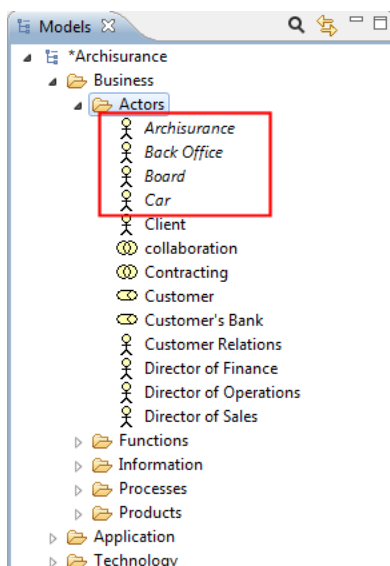 Models
*Archisurance
Business
Actors
Archisurance
Back Office
Board
Car
Client
collaboration
Contracting
Customer
Customer's Bank
Customer Relations
Director of Finance
Director of Operations
Director of Sales
Functions
Information
Processes
Products
Application
Technology